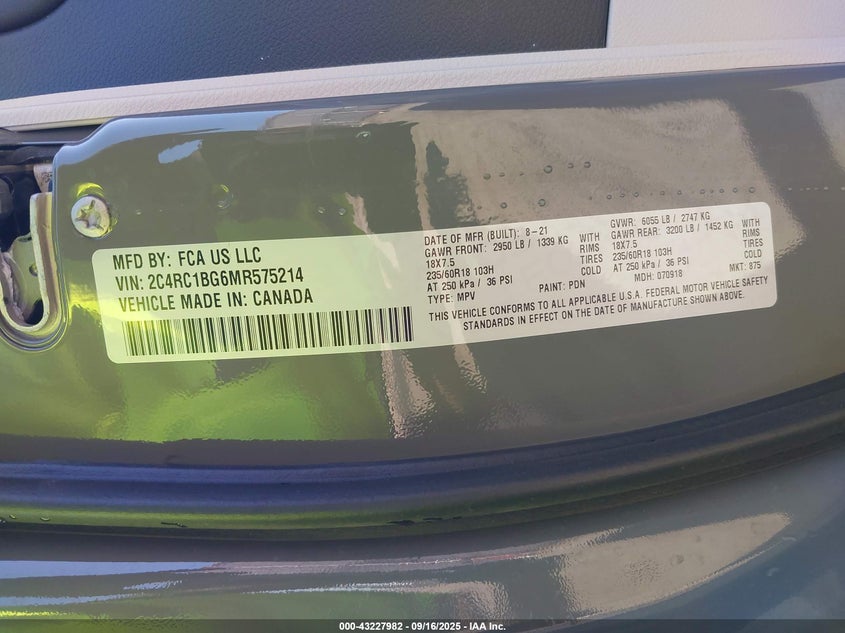 MFD BY: FCA US LLC
VIN: 2C4RC1BG6MR575214
VEHICLE MADE IN: CANADA
DATE OF MFR (BUILT): 8-21
GAWR FRONT: 2950 LB / 1339 KG WITH
18X7.5 RIMS
235/60R18 103H TIRES
AT 250 kPa / 36 PSI COLD
TYPE: MPV PAINT: PDN
GVWR: 6055 LB / 2747 KG
GAWR REAR: 3200 LB / 1452 KG WITH
18X7.5 RIMS
235/60R18 103H TIRES
AT 250 kPa / 36 PSI COLD
MDH: 070918 MKT: 875
THIS VEHICLE CONFORMS TO ALL APPLICABLE U.S.A. FEDERAL MOTOR VEHICLE SAFETY
STANDARDS IN EFFECT ON THE DATE OF MANUFACTURE SHOWN ABOVE.
000-43227982 - 09/16/2025 - IAA Inc.